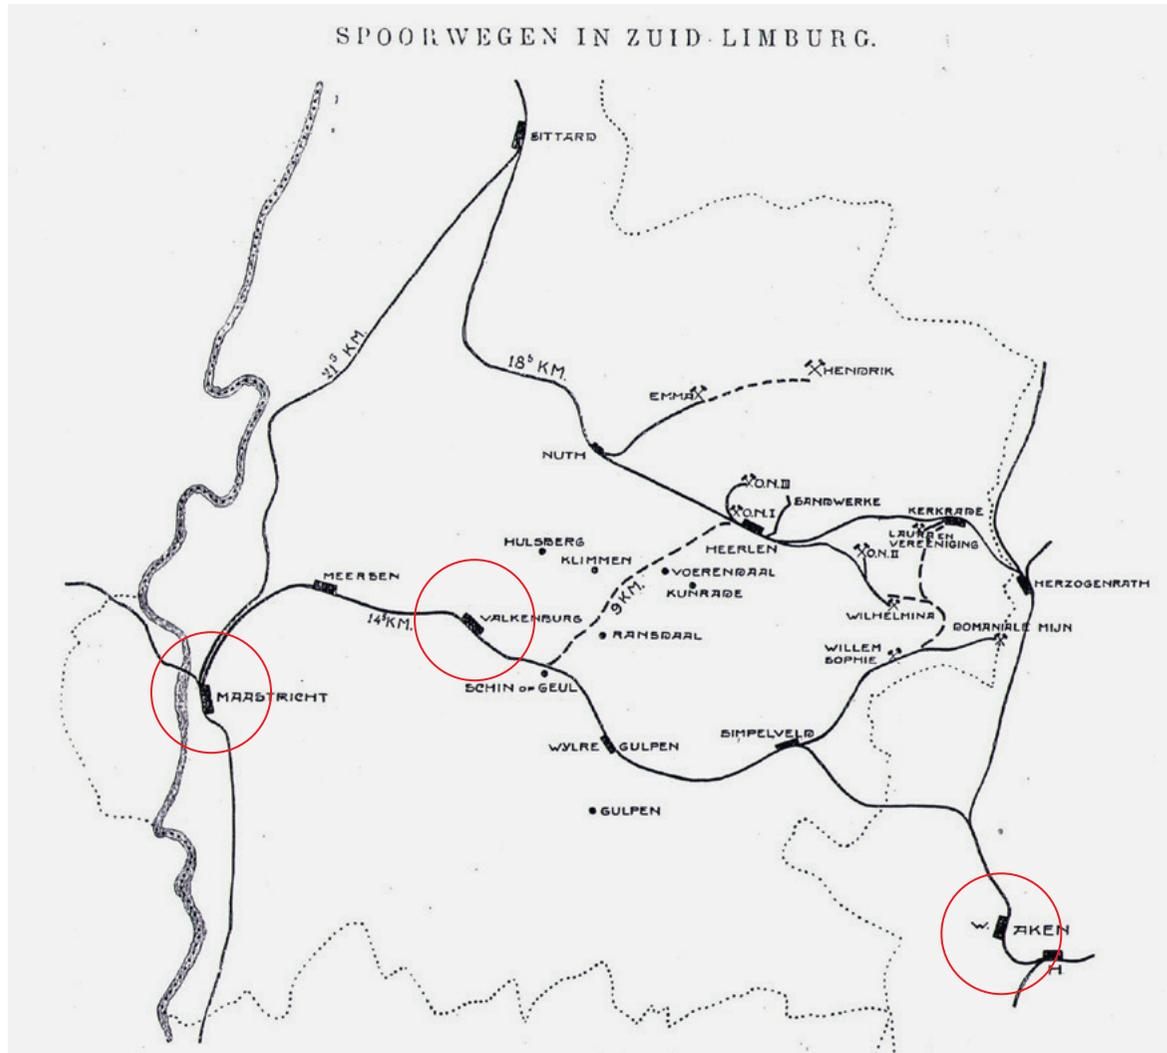 SPOORWEGEN IN ZUID-LIMBURG.
SITTARD
21⁵ KM.
18⁵ KM.
HENDRIK
EMMA
NUTH
O.N.III
SANDWERKE
O.N.I
KERKRADE
LAURA EN
VEREENIGING
HEERLEN
O.N.II
HULSBERG
KLIMMEN
VOERENDAAL
KUNRADE
9 KM.
HERZOGENRATH
MEERSEN
14⁵ KM.
VALKENBURG
WILHELMINA
DOMANIALE MIJN
RANSDAAL
WILLEM
SOPHIE
SCHIN OP GEUL
MAASTRICHT
SIMPELVELD
WYLRE GULPEN
GULPEN
W. AKEN
H.